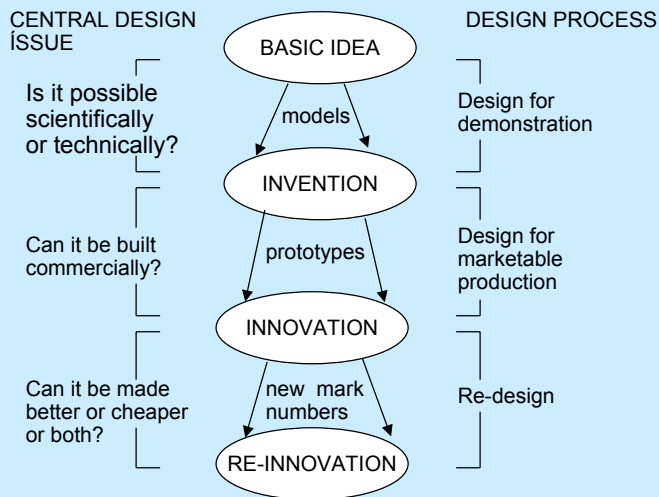 CENTRAL DESIGN
ÍSSUE
BASIC IDEA
DESIGN PROCESS
Is it possible
scientifically
or technically?
models
Design for
demonstration
INVENTION
Can it be built
commercially?
prototypes
Design for
marketable
production
INNOVATION
Can it be made
better or cheaper
or both?
new mark
numbers
Re-design
RE-INNOVATION